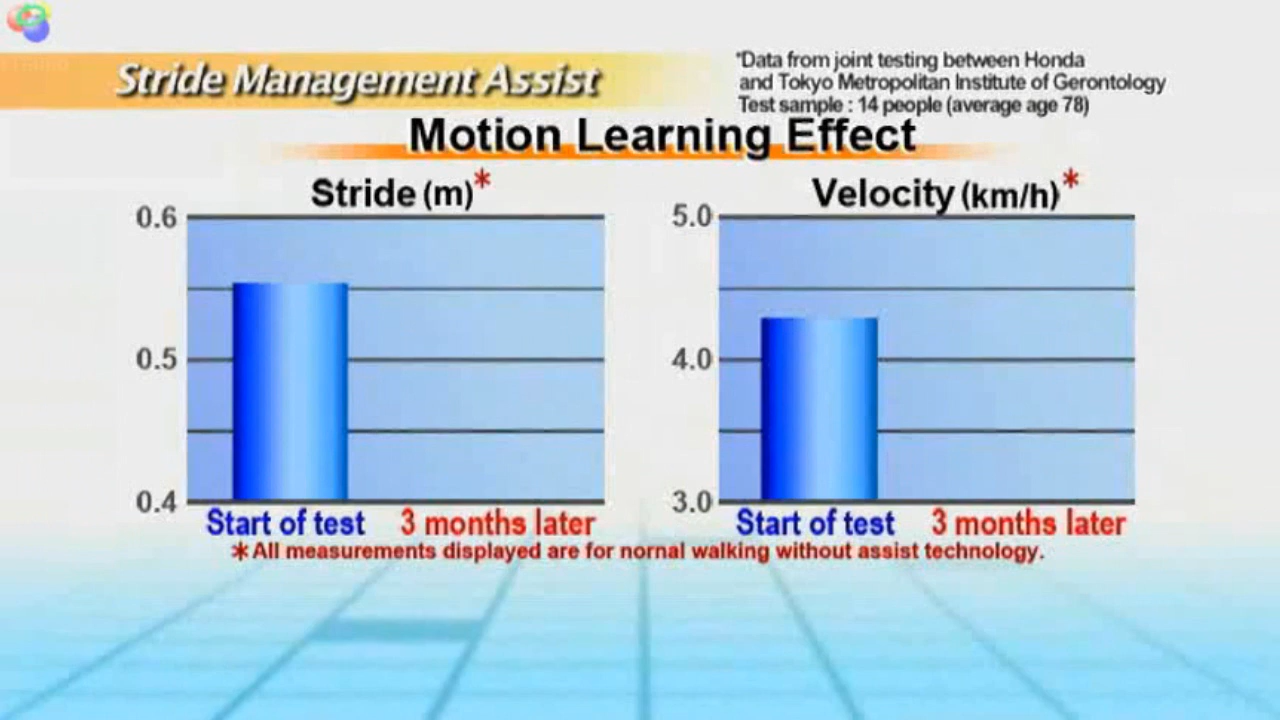 Stride Management Assist
*Data from joint testing between Honda
and Tokyo Metropolitan Institute of Gerontology
Test sample : 14 people (average age 78)
Motion Learning Effect
Stride (m)*
0.6
0.5
0.4
Start of test 3 months later
Velocity (km/h)*
5.0
4.0
3.0
Start of test 3 months later
*All measurements displayed are for nornal walking without assist technology.